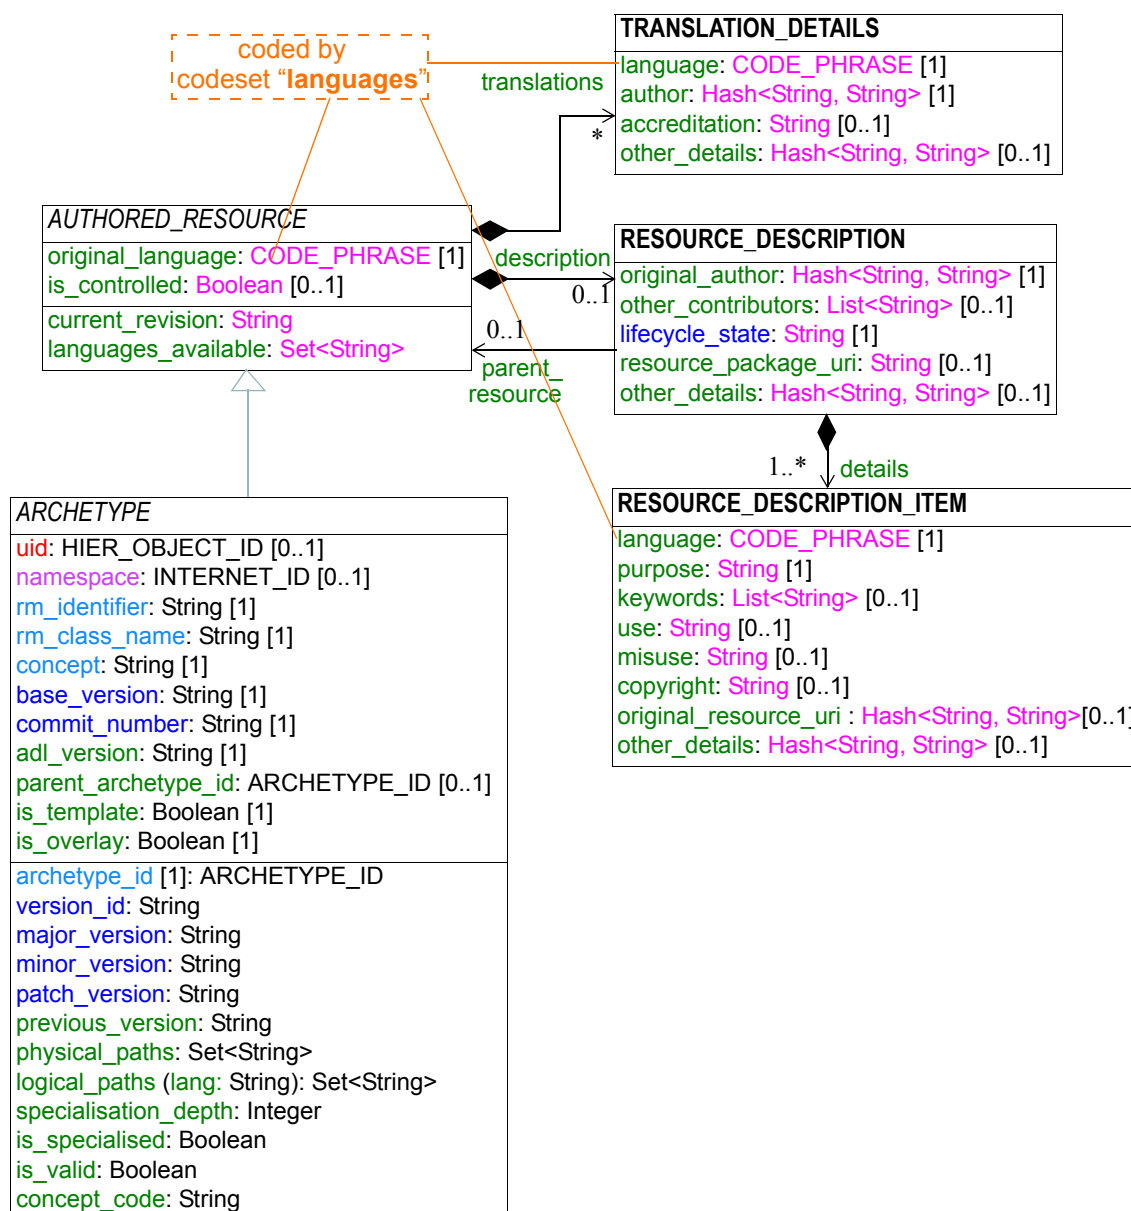 coded by
codeset “languages”
translations
*
TRANSLATION_DETAILS
language: CODE_PHRASE [1]
author: Hash<String, String> [1]
accreditation: String [0..1]
other_details: Hash<String, String> [0..1]
AUTHORED_RESOURCE
original_language: CODE_PHRASE [1]
is_controlled: Boolean [0..1]
current_revision: String
languages_available: Set<String>
description
0..1
0..1
parent_
resource
RESOURCE_DESCRIPTION
original_author: Hash<String, String> [1]
other_contributors: List<String> [0..1]
lifecycle_state: String [1]
resource_package_uri: String [0..1]
other_details: Hash<String, String> [0..1]
1..*
details
RESOURCE_DESCRIPTION_ITEM
language: CODE_PHRASE [1]
purpose: String [1]
keywords: List<String> [0..1]
use: String [0..1]
misuse: String [0..1]
copyright: String [0..1]
original_resource_uri : Hash<String, String>[0..1]
other_details: Hash<String, String> [0..1]
ARCHETYPE
uid: HIER_OBJECT_ID [0..1]
namespace: INTERNET_ID [0..1]
rm_identifier: String [1]
rm_class_name: String [1]
concept: String [1]
base_version: String [1]
commit_number: String [1]
adl_version: String [1]
parent_archetype_id: ARCHETYPE_ID [0..1]
is_template: Boolean [1]
is_overlay: Boolean [1]
archetype_id [1]: ARCHETYPE_ID
version_id: String
major_version: String
minor_version: String
patch_version: String
previous_version: String
physical_paths: Set<String>
logical_paths (lang: String): Set<String>
specialisation_depth: Integer
is_specialised: Boolean
is_valid: Boolean
concept_code: String